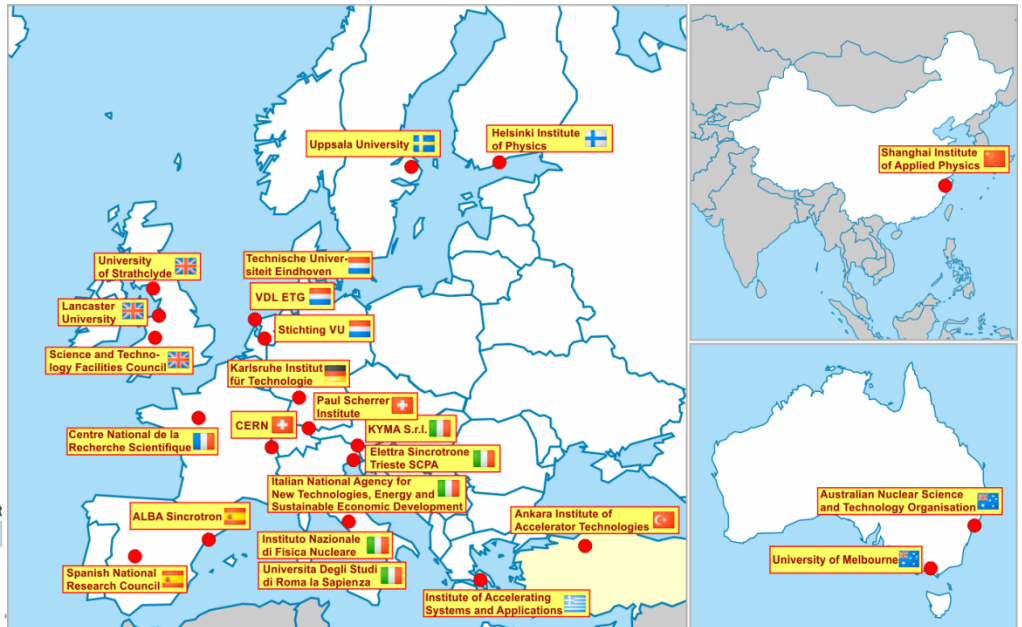 Uppsala University
Helsinki Institute
of Physics
University
of Strathclyde
Lancaster
University
Science and Techno-
logy Facilities Council
Technische Univer-
siteit Eindhoven
VDL ETG
Stichting VU
Karlsruhe Institut
für Technologie
Paul Scherrer
Institute
CERN
KYMA S.r.l.
Centre National de la
Recherche Scientifique
Elettra Sincrotrone
Trieste SCPA
Italian National Agency for
New Technologies, Energy and
Sustainable Economic Development
ALBA Sincrotron
Ankara Institute of
Accelerator Technologies
Instituto Nazionale
di Fisica Nucleare
Spanish National
Research Council
Universita Degli Studi
di Roma la Sapienza
Institute of Accelerating
Systems and Applications
Shanghai Institute
of Applied Physics
Australian Nuclear Science
and Technology Organisation
University of Melbourne